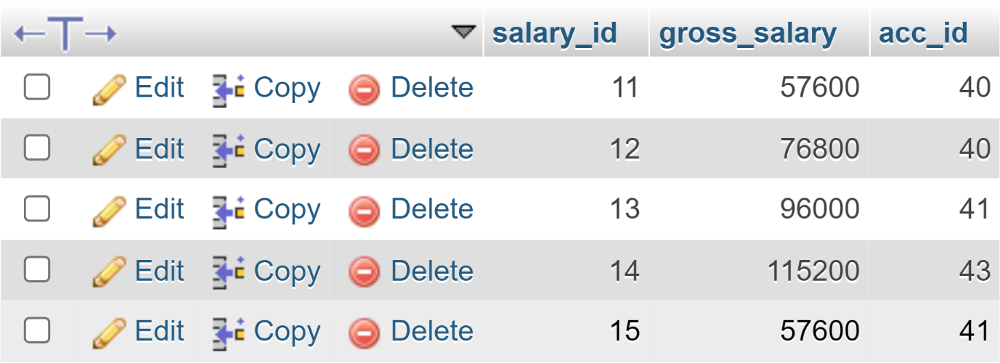 salary_id gross_salary acc_id
Edit Copy Delete 11 57600 40
Edit Copy Delete 12 76800 40
Edit Copy Delete 13 96000 41
Edit Copy Delete 14 115200 43
Edit Copy Delete 15 57600 41